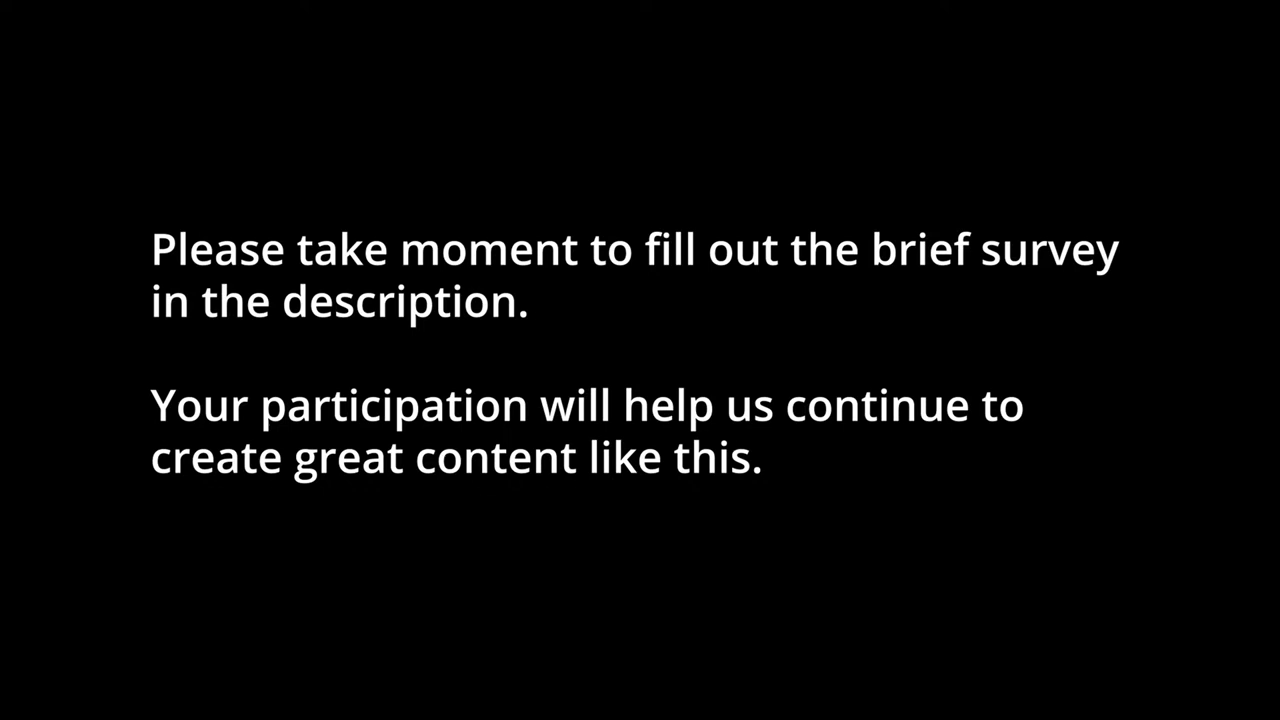 Please take moment to fill out the brief survey
in the description.
Your participation will help us continue to
create great content like this.